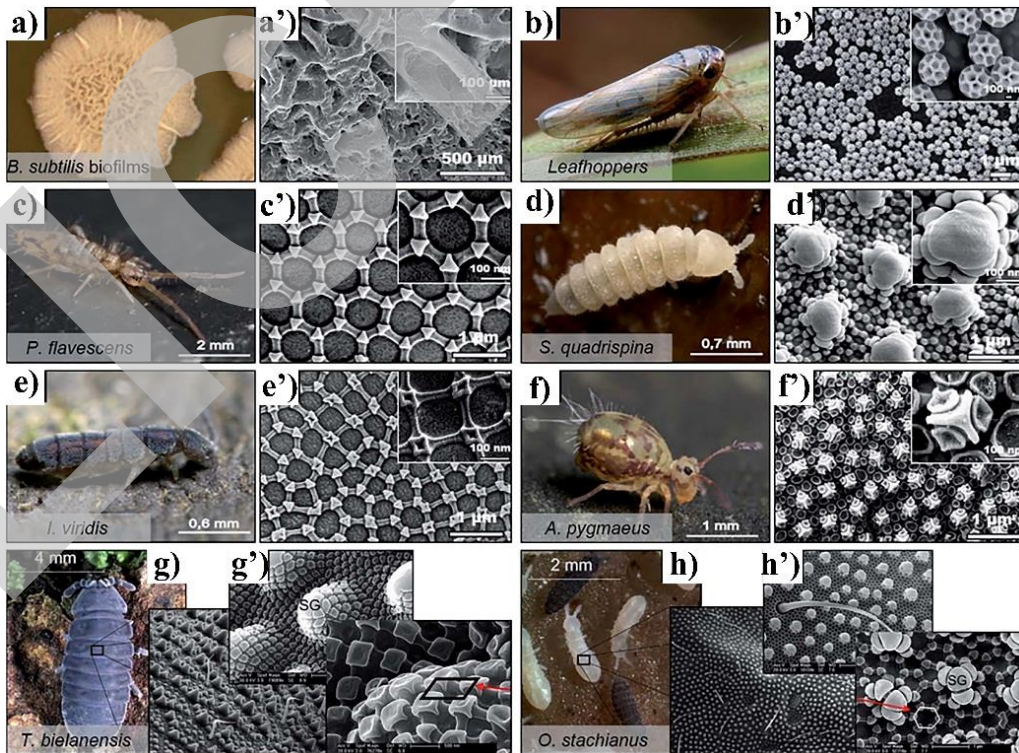 a)
a')
b)
b')
100 µm
500 µm
B. subtilis biofilms
100 nm
1 µm
Leafhoppers
c)
c')
d)
d')
100 nm
1 µm
P. flavescens
2 mm
100 nm
1 µm
S. quadrispina
0,7 mm
e)
e')
f)
f')
100 nm
1 µm
I. viridis
0,6 mm
100 nm
1 µm
A. pygmaeus
1 mm
4 mm
g)
g')
SG
T. bielanensis
2 mm
h)
h')
SG
O. stachianus